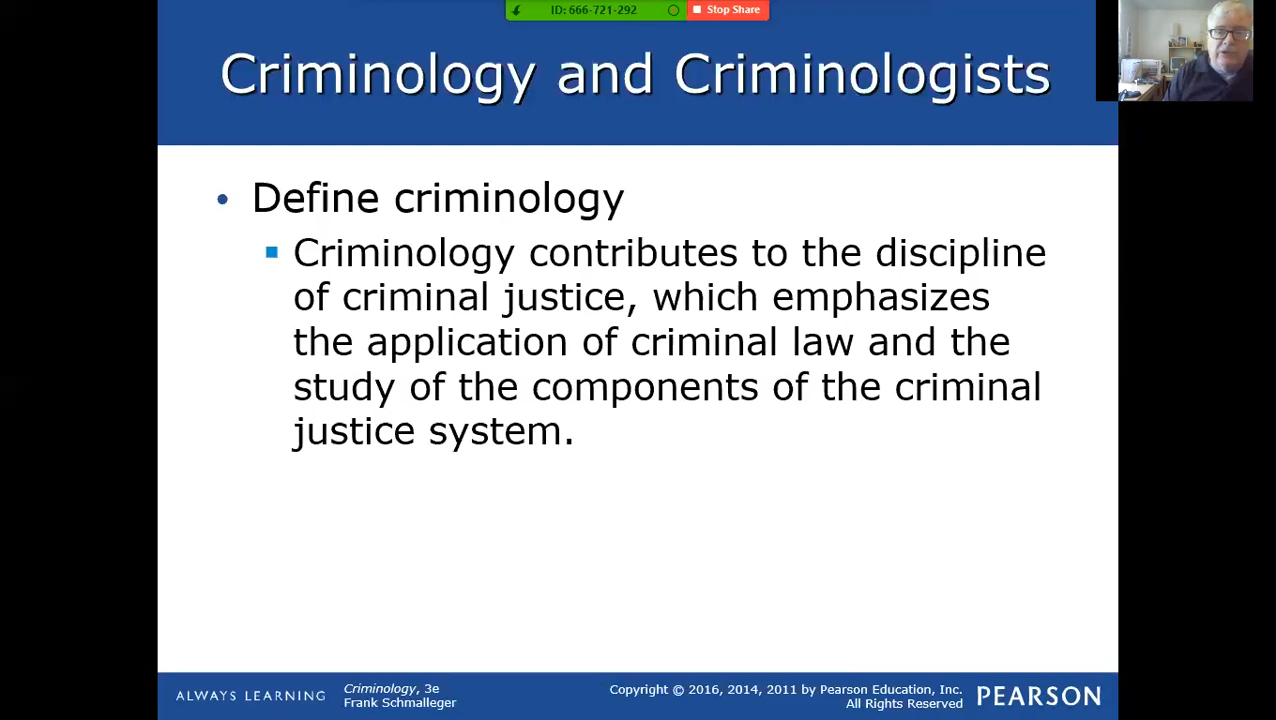 ID: 666-721-292
Stop Share
Criminology and Criminologists
• Define criminology
▪ Criminology contributes to the discipline
of criminal justice, which emphasizes
the application of criminal law and the
study of the components of the criminal
justice system.
ALWAYS LEARNING
Criminology, 3e
Frank Schmalleger
Copyright © 2016, 2014, 2011 by Pearson Education, Inc.
All Rights Reserved
PEARSON